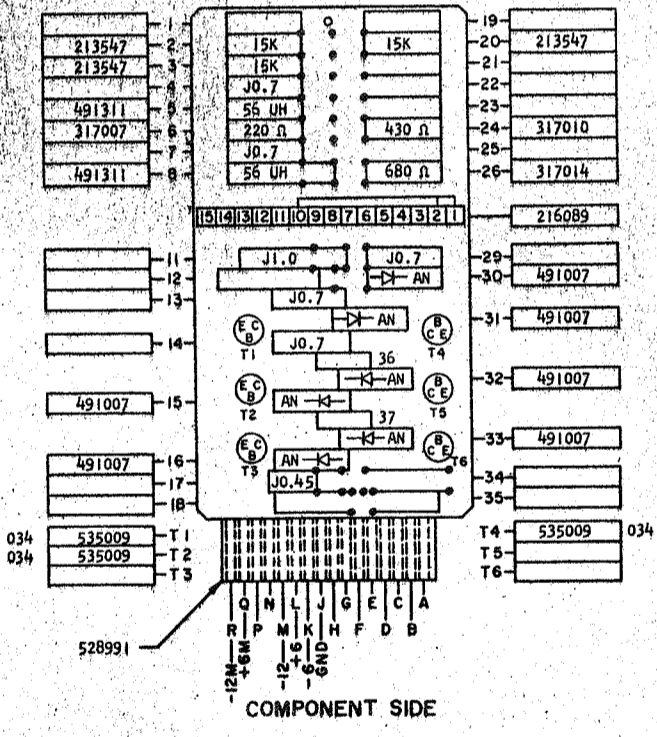 1 19
213547 2 15K 15K 20 213547
213547 3 15K 21
4 J0.7 22
491311 5 56 UH 23
317007 6 220 Ω 430 Ω 24 317010
7 J0.7 25
491311 8 56 UH 680 Ω 26 317014
15 14 13 12 11 10 9 8 7 6 5 4 3 2 1 216089
11 J1.0 J0.7 29
12 AN 30 491007
13 J0.7
AN 31 491007
E C B T1 B C E T4
14 J0.7
36
AN 32 491007
E C B T2 B C E T5
491007 15 AN
37
AN 33 491007
E C B T3 B C E T6
491007 16 AN
17 J0.45 34
18 35
034 535009 T1 T4 535009 034
034 535009 T2 T5
T3 T6
Q N L J G E C A
R P M K H F D B
528991
-12M +6M -12 +6 -6 GND
COMPONENT SIDE